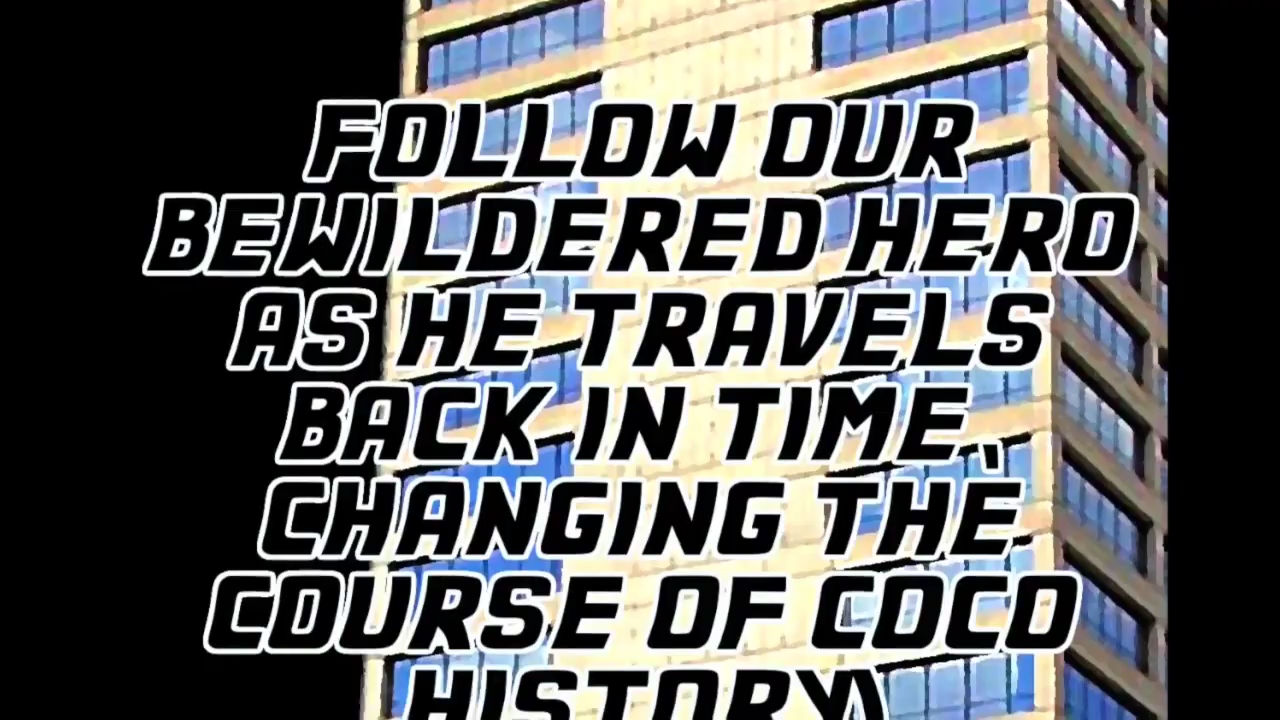 FOLLOW OUR
BEWILDERED HERO
AS HE TRAVELS
BACK IN TIME,
CHANGING THE
COURSE OF COCO
HISTORY